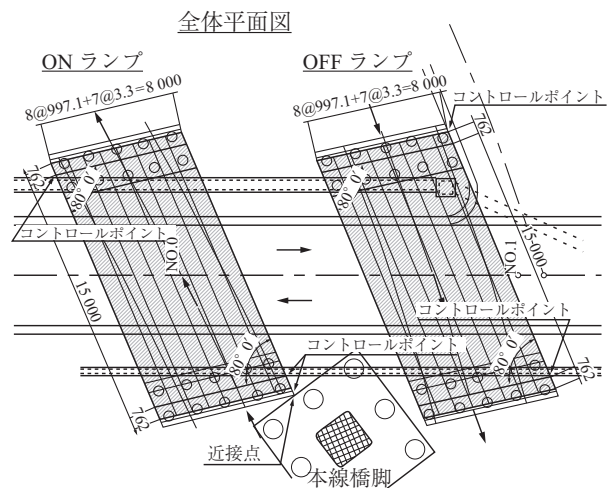 全体平面図
ON ランプ
OFF ランプ
8@997.1+7@3.3=8 000
8@997.1+7@3.3=8 000
コントロールポイント
762
762
80° 0′
80° 0′
コントロールポイント
NO.0
NO.1
15 000
15 000
コントロールポイント
コントロールポイント
80° 0′
80° 0′
762
762
近接点
本線橋脚